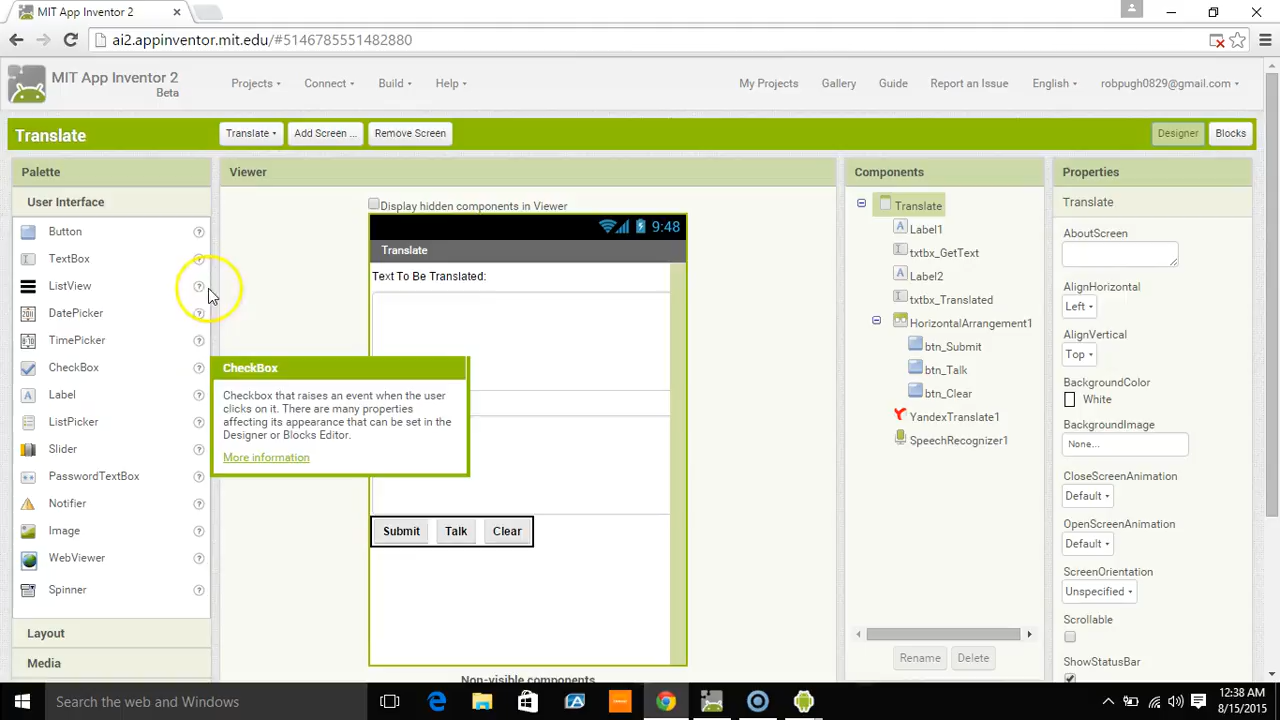 MIT App Inventor 2
ai2.appinventor.mit.edu/#5146785551482880
MIT App Inventor 2
Beta
Projects
Connect
Build
Help
My Projects
Gallery
Guide
Report an Issue
English
robpugh0829@gmail.com
Translate
Translate
Add Screen ...
Remove Screen
Designer
Blocks
Palette
User Interface
Button
TextBox
ListView
DatePicker
TimePicker
CheckBox
Label
ListPicker
Slider
PasswordTextBox
Notifier
Image
WebViewer
Spinner
Layout
Media
Viewer
Display hidden components in Viewer
9:48
Translate
Text To Be Translated:
CheckBox
Checkbox that raises an event when the user
clicks on it. There are many properties
affecting its appearance that can be set in the
Designer or Blocks Editor.
More information
Submit
Talk
Clear
Non-visible components
Components
Translate
Label1
txtbx_GetText
Label2
txtbx_Translated
HorizontalArrangement1
btn_Submit
btn_Talk
btn_Clear
YandexTranslate1
SpeechRecognizer1
Rename
Delete
Properties
Translate
AboutScreen
AlignHorizontal
Left
AlignVertical
Top
BackgroundColor
White
BackgroundImage
None...
CloseScreenAnimation
Default
OpenScreenAnimation
Default
ScreenOrientation
Unspecified
Scrollable
ShowStatusBar
Search the web and Windows
12:38 AM
8/15/2015